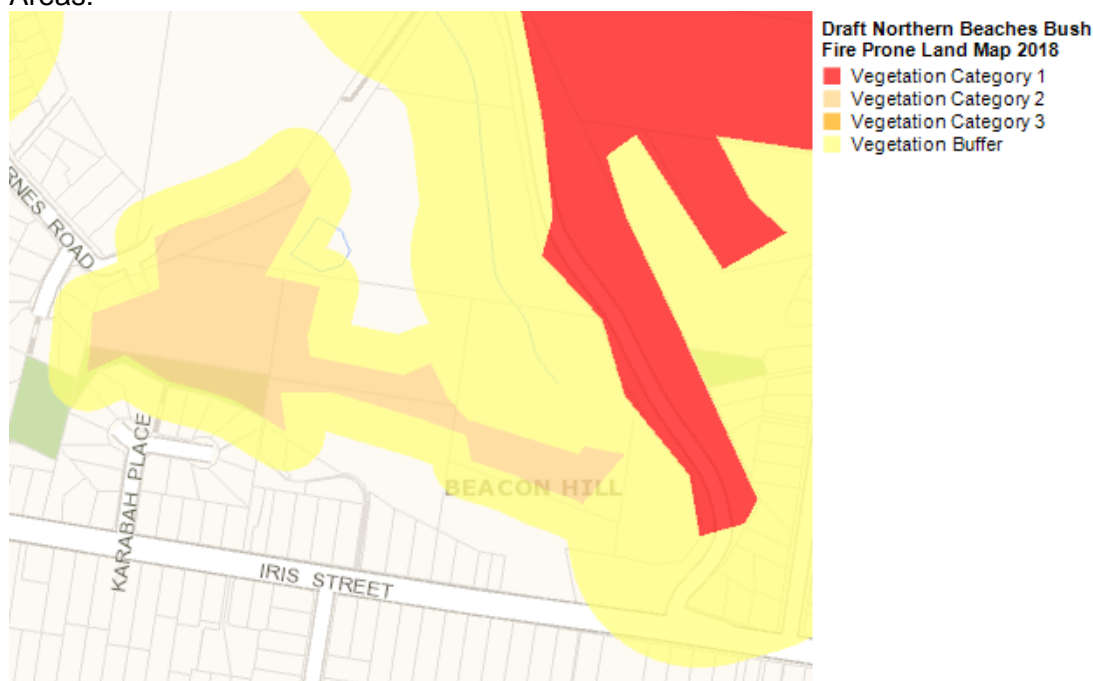 Areas.
Draft Northern Beaches Bush
Fire Prone Land Map 2018
Vegetation Category 1
Vegetation Category 2
Vegetation Category 3
Vegetation Buffer
RNES ROAD
KARABAH PLACE
BEACON HILL
IRIS STREET